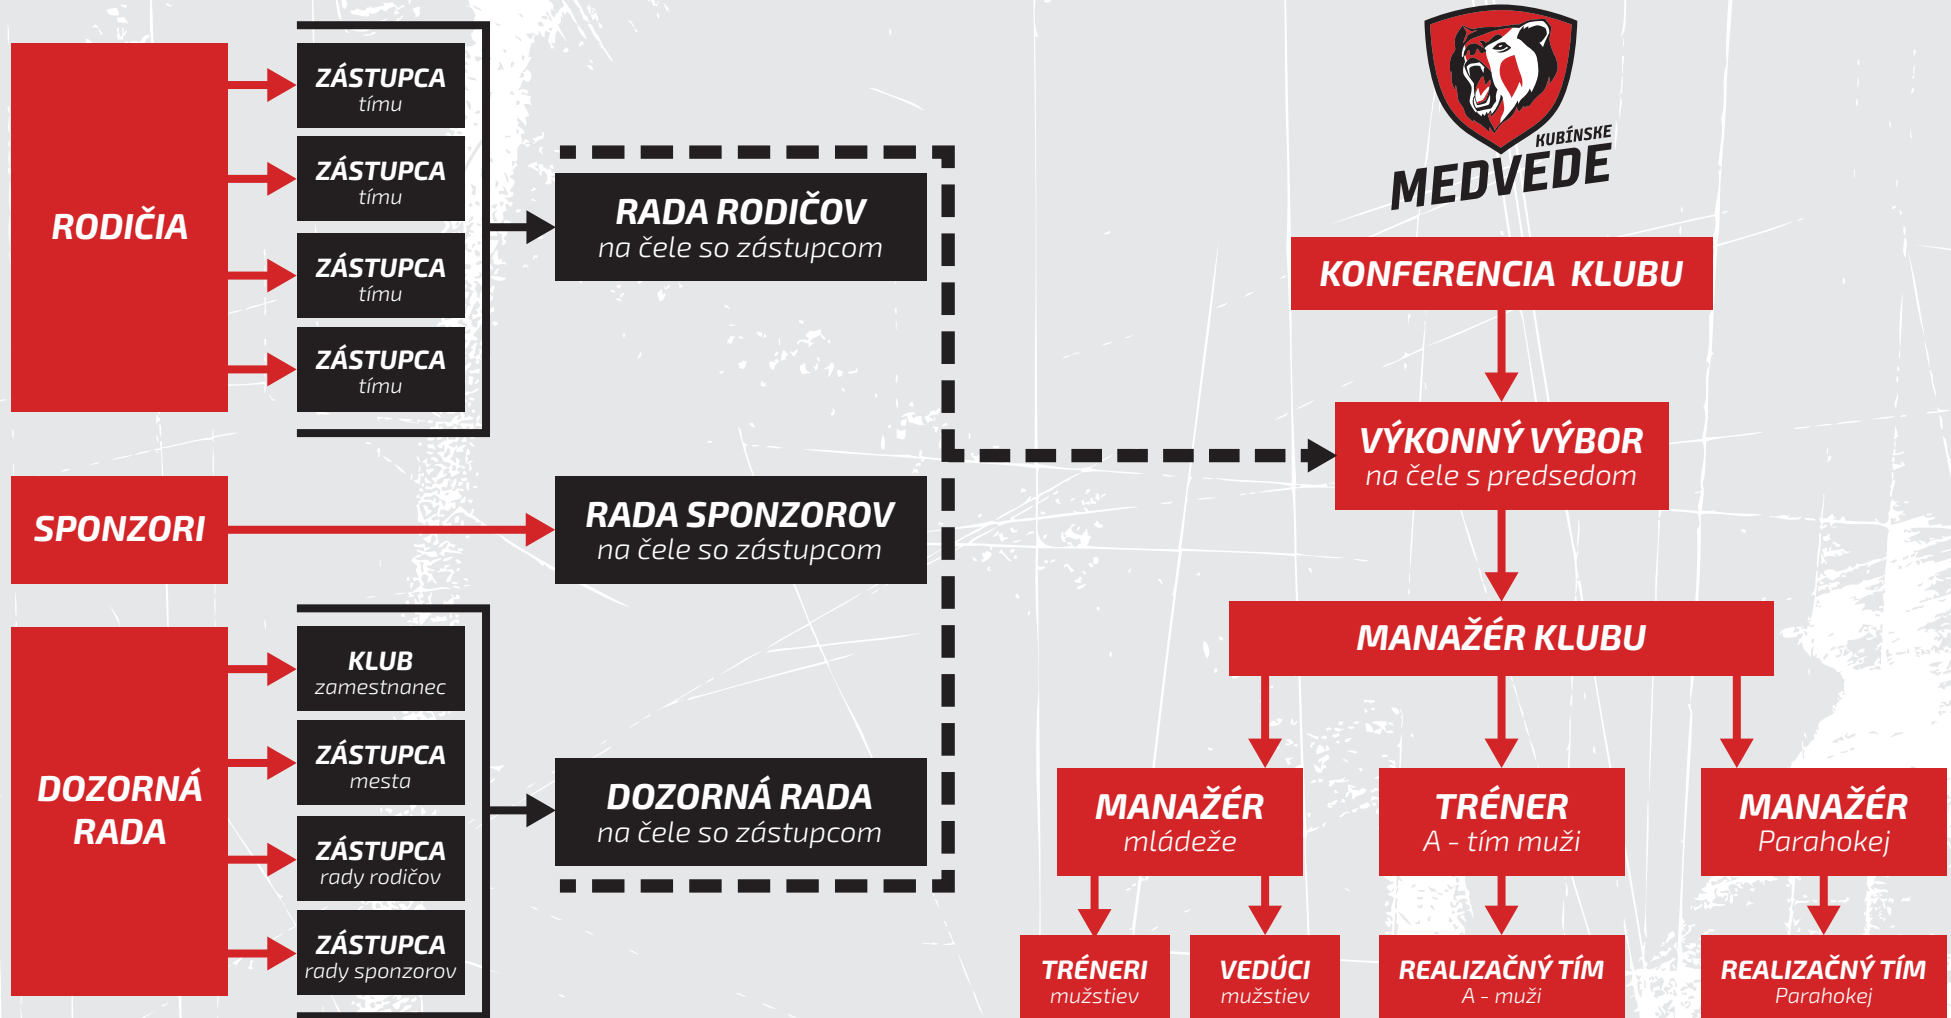 RODIČIA
ZÁSTUPCA
tímu
ZÁSTUPCA
tímu
ZÁSTUPCA
tímu
ZÁSTUPCA
tímu
RADA RODIČOV
na čele so zástupcom
SPONZORI
RADA SPONZOROV
na čele so zástupcom
DOZORNÁ
RADA
KLUB
zamestnanec
ZÁSTUPCA
mesta
ZÁSTUPCA
rady rodičov
ZÁSTUPCA
rady sponzorov
DOZORNÁ RADA
na čele so zástupcom
KUBÍNSKE
MEDVEDE
KONFERENCIA KLUBU
VÝKONNÝ VÝBOR
na čele s predsedom
MANAŽÉR KLUBU
MANAŽÉR
mládeže
TRÉNER
A - tím muži
MANAŽÉR
Parahokej
TRÉNERI
mužstiev
VEDÚCI
mužstiev
REALIZAČNÝ TÍM
A - muži
REALIZAČNÝ TÍM
Parahokej